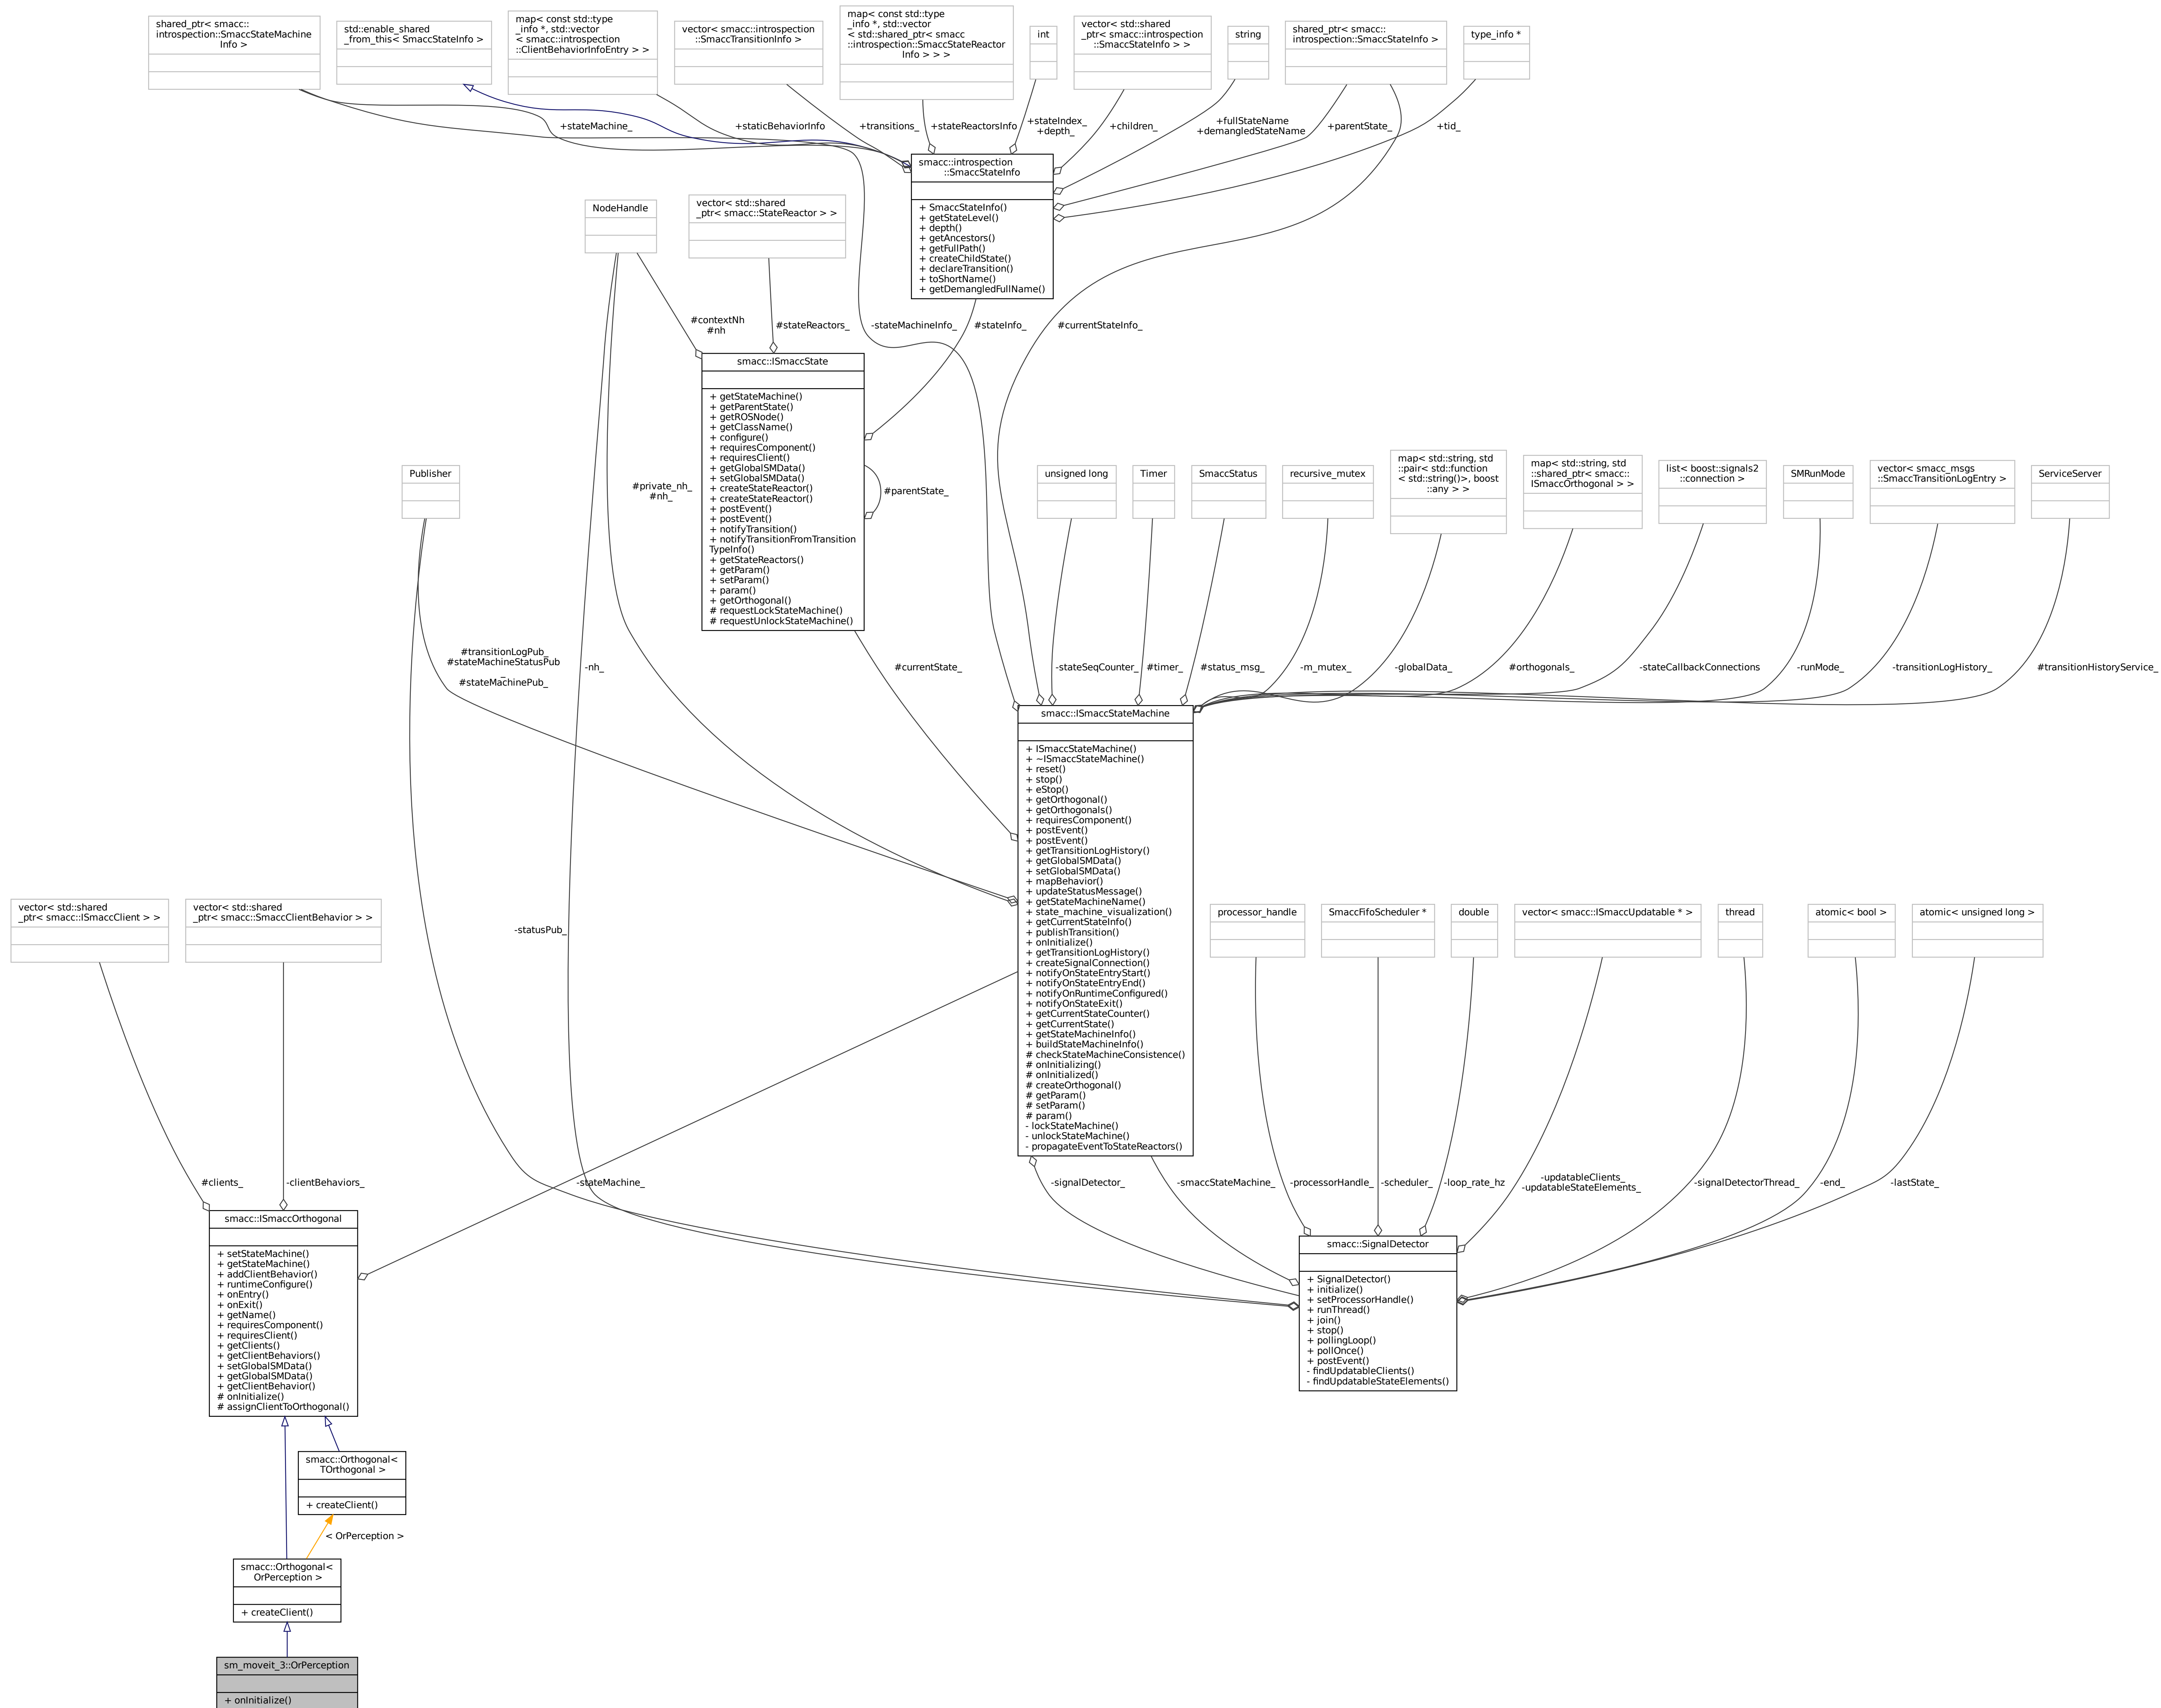 shared_ptr< smacc::
introspection::SmaccStateMachine
Info >
std::enable_shared
_from_this< SmaccStateInfo >
map< const std::type
_info *, std::vector
< smacc::introspection
::ClientBehaviorInfoEntry > >
vector< smacc::introspection
::SmaccTransitionInfo >
map< const std::type
_info *, std::vector
< std::shared_ptr< smacc
::introspection::SmaccStateReactor
Info > > >
int
vector< std::shared
_ptr< smacc::introspection
::SmaccStateInfo > >
string
shared_ptr< smacc::
introspection::SmaccStateInfo >
type_info *
+stateMachine_
+staticBehaviorInfo
+transitions_
+stateReactorsInfo
+stateIndex_
+depth_
+children_
+fullStateName
+demangledStateName
+parentState_
+tid_
smacc::introspection
::SmaccStateInfo
+ SmaccStateInfo()
+ getStateLevel()
+ depth()
+ getAncestors()
+ getFullPath()
+ createChildState()
+ declareTransition()
+ toShortName()
+ getDemangledFullName()
NodeHandle
vector< std::shared
_ptr< smacc::StateReactor > >
#contextNh
#nh
#stateReactors_
-stateMachineInfo_
#stateInfo_
#currentStateInfo_
smacc::ISmaccState
+ getStateMachine()
+ getParentState()
+ getROSNode()
+ getClassName()
+ configure()
+ requiresComponent()
+ requiresClient()
+ getGlobalSMData()
+ setGlobalSMData()
+ createStateReactor()
+ createStateReactor()
+ postEvent()
+ postEvent()
+ notifyTransition()
+ notifyTransitionFromTransition
TypeInfo()
+ getStateReactors()
+ getParam()
+ setParam()
+ param()
+ getOrthogonal()
# requestLockStateMachine()
# requestUnlockStateMachine()
#parentState_
Publisher
#private_nh_
#nh_
unsigned long
Timer
SmaccStatus
recursive_mutex
map< std::string, std
::pair< std::function
< std::string()>, boost
::any > >
map< std::string, std
::shared_ptr< smacc::
ISmaccOrthogonal > >
list< boost::signals2
::connection >
SMRunMode
vector< smacc_msgs
::SmaccTransitionLogEntry >
ServiceServer
#transitionLogPub_
#stateMachineStatusPub
_
#stateMachinePub_
-nh_
#currentState_
-stateSeqCounter_
#timer_
#status_msg_
-m_mutex_
-globalData_
#orthogonals_
-stateCallbackConnections
-runMode_
-transitionLogHistory_
#transitionHistoryService_
smacc::ISmaccStateMachine
+ ISmaccStateMachine()
+ ~ISmaccStateMachine()
+ reset()
+ stop()
+ eStop()
+ getOrthogonal()
+ getOrthogonals()
+ requiresComponent()
+ postEvent()
+ postEvent()
+ getTransitionLogHistory()
+ getGlobalSMData()
+ setGlobalSMData()
+ mapBehavior()
+ updateStatusMessage()
+ getStateMachineName()
+ state_machine_visualization()
+ getCurrentStateInfo()
+ publishTransition()
+ onInitialize()
+ getTransitionLogHistory()
+ createSignalConnection()
+ notifyOnStateEntryStart()
+ notifyOnStateEntryEnd()
+ notifyOnRuntimeConfigured()
+ notifyOnStateExit()
+ getCurrentStateCounter()
+ getCurrentState()
+ getStateMachineInfo()
+ buildStateMachineInfo()
# checkStateMachineConsistence()
# onInitializing()
# onInitialized()
# createOrthogonal()
# getParam()
# setParam()
# param()
- lockStateMachine()
- unlockStateMachine()
- propagateEventToStateReactors()
vector< std::shared
_ptr< smacc::ISmaccClient > >
vector< std::shared
_ptr< smacc::SmaccClientBehavior > >
-statusPub_
processor_handle
SmaccFifoScheduler *
double
vector< smacc::ISmaccUpdatable * >
thread
atomic< bool >
atomic< unsigned long >
#clients_
-clientBehaviors_
-stateMachine_
-signalDetector_
-smaccStateMachine_
-processorHandle_
-scheduler_
-loop_rate_hz
-updatableClients_
-updatableStateElements_
-signalDetectorThread_
-end_
-lastState_
smacc::ISmaccOrthogonal
+ setStateMachine()
+ getStateMachine()
+ addClientBehavior()
+ runtimeConfigure()
+ onEntry()
+ onExit()
+ getName()
+ requiresComponent()
+ requiresClient()
+ getClients()
+ getClientBehaviors()
+ setGlobalSMData()
+ getGlobalSMData()
+ getClientBehavior()
# onInitialize()
# assignClientToOrthogonal()
smacc::SignalDetector
+ SignalDetector()
+ initialize()
+ setProcessorHandle()
+ runThread()
+ join()
+ stop()
+ pollingLoop()
+ pollOnce()
+ postEvent()
- findUpdatableClients()
- findUpdatableStateElements()
smacc::Orthogonal<
TOrthogonal >
+ createClient()
< OrPerception >
smacc::Orthogonal<
OrPerception >
+ createClient()
sm_moveit_3::OrPerception
+ onInitialize()